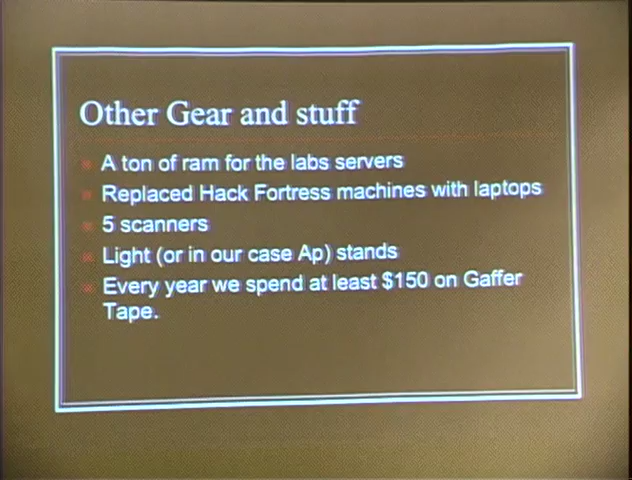 Other Gear and stuff
A ton of ram for the labs servers
Replaced Hack Fortress machines with laptops
5 scanners
Light (or in our case Ap) stands
Every year we spend at least $150 on Gaffer
Tape.